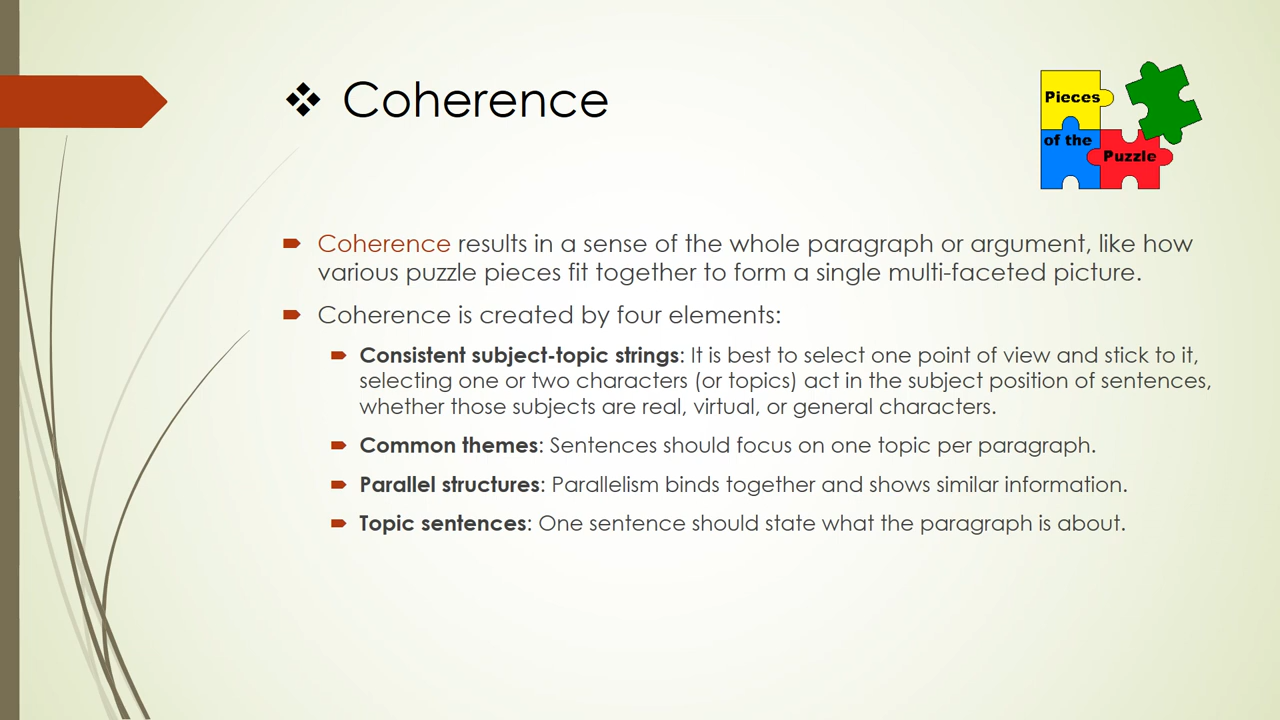 ❖ Coherence
Pieces
of the
Puzzle
Coherence results in a sense of the whole paragraph or argument, like how
various puzzle pieces fit together to form a single multi-faceted picture.
Coherence is created by four elements:
Consistent subject-topic strings: It is best to select one point of view and stick to it,
selecting one or two characters (or topics) act in the subject position of sentences,
whether those subjects are real, virtual, or general characters.
Common themes: Sentences should focus on one topic per paragraph.
Parallel structures: Parallelism binds together and shows similar information.
Topic sentences: One sentence should state what the paragraph is about.